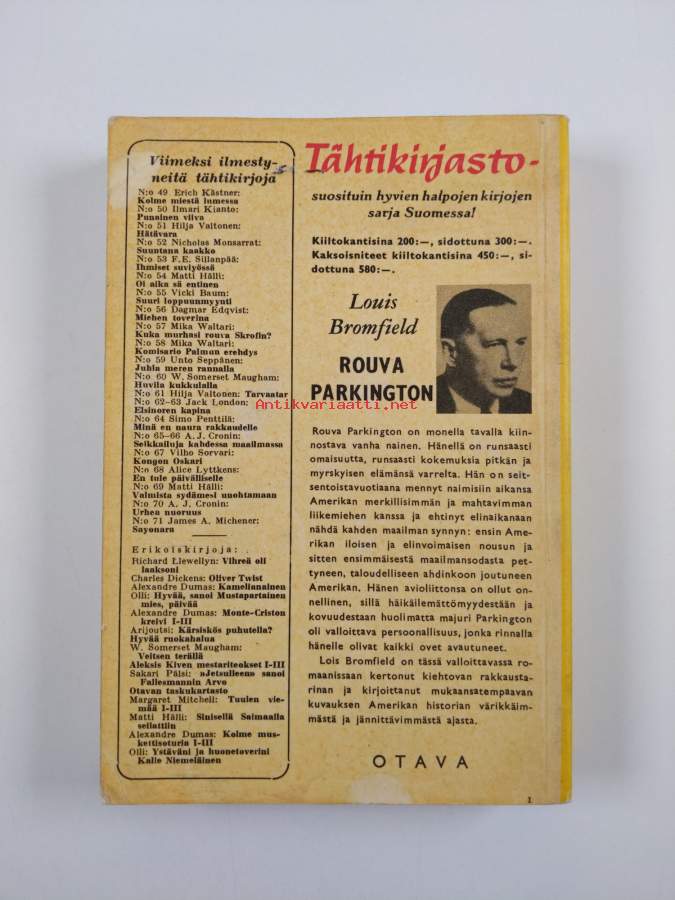 Viimeksi ilmesty-
neitä tähtikirjoja
N:o 49 Erich Kästner:
Kolme miestä lumessa
N:o 50 Ilmari Kianto:
Punainen viiva
N:o 51 Hilja Valtonen:
Hätävara
N:o 52 Nicholas Monsarrat:
Suuntana kaakko
N:o 53 F.E. Sillanpää:
Ihmiset suviyössä
N:o 54 Matti Hälli:
Oi aika sä entinen
N:o 55 Vicki Baum:
Suuri loppuunmyynti
N:o 56 Dagmar Edqvist:
Miehen toverina
N:o 57 Mika Waltari:
Kuka murhasi rouva Skrofin?
N:o 58 Mika Waltari:
Komisario Palmun erehdys
N:o 59 Unto Seppänen:
Juhla meren rannalla
N:o 60 W. Somerset Maugham:
Huvila kukkulalla
N:o 61 Hilja Valtonen: Tarvaatar
N:o 62-63 Jack London:
Elsinoren kapina
N:o 64 Simo Penttilä:
Minä en naura rakkaudelle
N:o 65-66 A.J. Cronin:
Seikkailuja kahdessa maailmassa
N:o 67 Vilho Sorvari:
Kongon Oskari
N:o 68 Alice Lyttkens:
En tule päivälliselle
N:o 69 Matti Hälli:
Valmista sydämesi unohtamaan
N:o 70 A. J. Cronin:
Urhea nuoruus
N:o 71 James A. Michener:
Sayonara
Erikoiskirjoja:
Richard Llewellyn: Vihreä oli
laaksoni
Charles Dickens: Oliver Twist
Alexandre Dumas: Kamelianainen
Olli: Hyvää, sanoi Mustapartainen
mies, päivää
Alexandre Dumas: Monte-Criston
kreivi I-III
Arijoutsi: Kärsiskös puhutella?
Hyvää ruokahalua
W. Somerset Maugham:
Veitsen terällä
Aleksis Kiven mestariteokset I-III
Sakari Pälsi: »Jetsulleen» sanoi
Fallesmannin Arvo
Otavan taskukartasto
Margaret Mitchell: Tuulen vie-
mää I-III
Matti Hälli: Sinisellä Saimaalla
seilattiin
Alexandre Dumas: Kolme mus-
kettisoturia I-III
Olli: Ystäväni ja huonetoverini
Kalle Niemeläinen
Tähtikirjasto-
suosituin hyvien halpojen kirjojen
sarja Suomessa!
Kiiltokantisina 200:—, sidottuna 300:—.
Kaksoisniteet kiiltokantisina 450:—, si-
dottuna 580:—.
Louis
Bromfield
ROUVA
PARKINGTON
Antikvariaatti.net
Rouva Parkington on monella tavalla kiin-
nostava vanha nainen. Hänellä on runsaasti
omaisuutta, runsaasti kokemuksia pitkän ja
myrskyisen elämänsä varrelta. Hän on seit-
sentoistavuotiaana mennyt naimisiin aikansa
Amerikan merkillisimmän ja mahtavimman
liikemiehen kanssa ja ehtinyt elinaikanaan
nähdä kahden maailman synnyn: ensin Ame-
rikan iloisen ja elinvoimaisen nousun ja
sitten ensimmäisestä maailmansodasta pet-
tyneen, taloudelliseen ahdinkoon joutuneen
Amerikan. Hänen avioliittonsa on ollut on-
nellinen, sillä häikäilemättömyydestään ja
kovuudestaan huolimatta majuri Parkington
oli valloittava persoonallisuus, jonka rinnalla
hänelle olivat kaikki ovet avautuneet.
Lois Bromfield on tässä valloittavassa ro-
maanissaan kertonut kiehtovan rakkausta-
rinan ja kirjoittanut mukaansatempaavan
kuvauksen Amerikan historian värikkäim-
mästä ja jännittävimmästä ajasta.
OTAVA